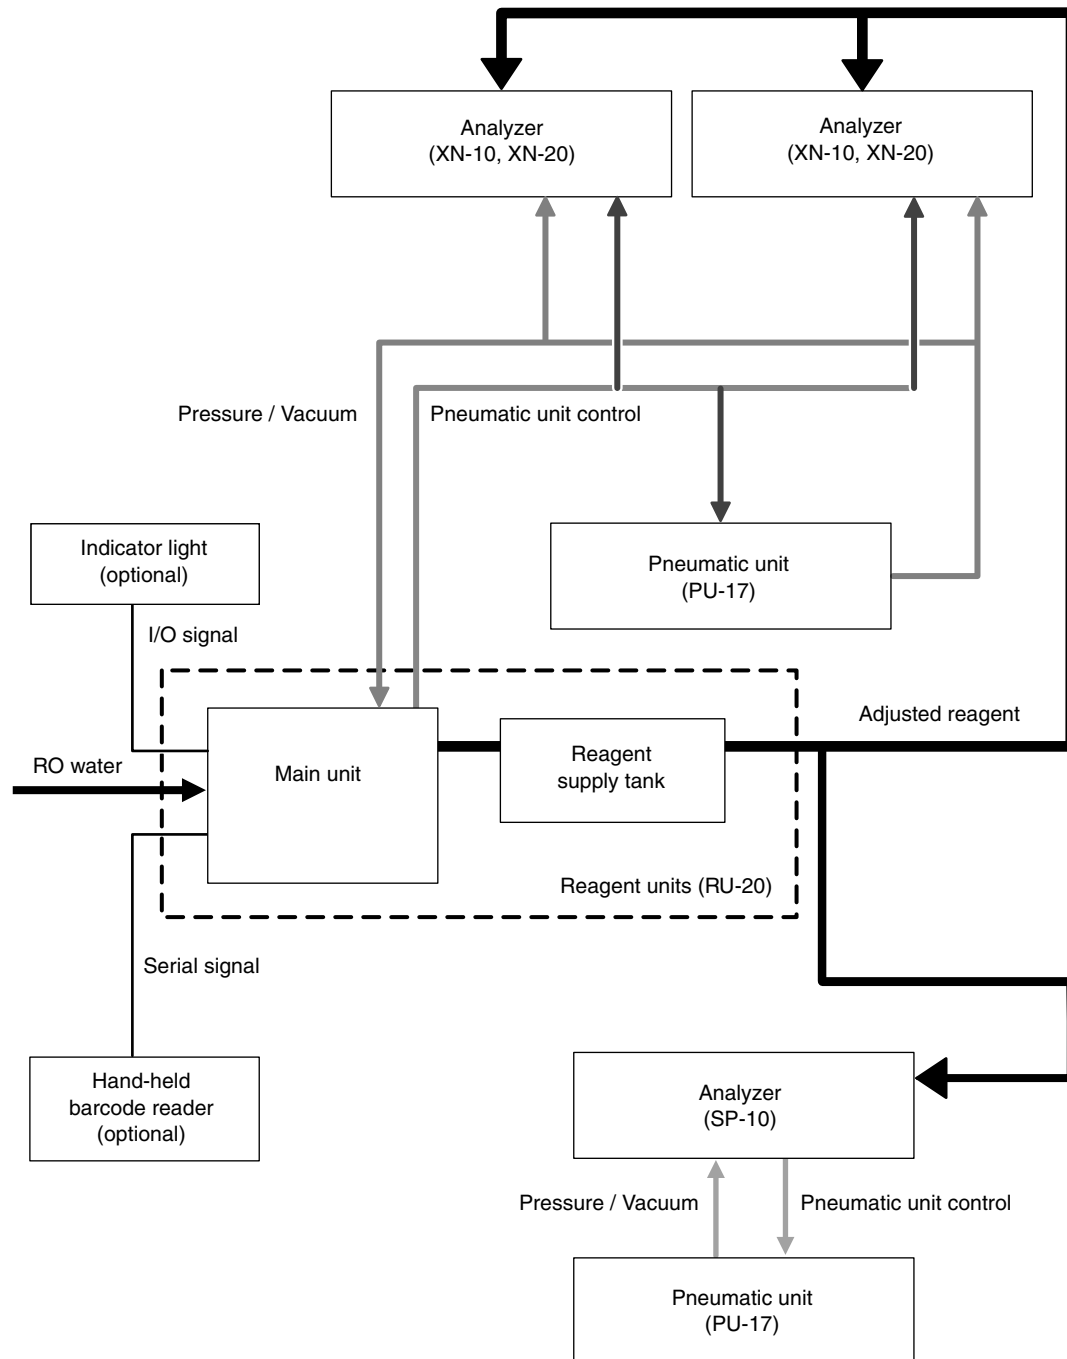 Analyzer
(XN-10, XN-20)
Analyzer
(XN-10, XN-20)
Pressure / Vacuum
Pneumatic unit control
Indicator light
(optional)
Pneumatic unit
(PU-17)
I/O signal
Adjusted reagent
RO water
Main unit
Reagent
supply tank
Reagent units (RU-20)
Serial signal
Hand-held
barcode reader
(optional)
Analyzer
(SP-10)
Pressure / Vacuum
Pneumatic unit control
Pneumatic unit
(PU-17)